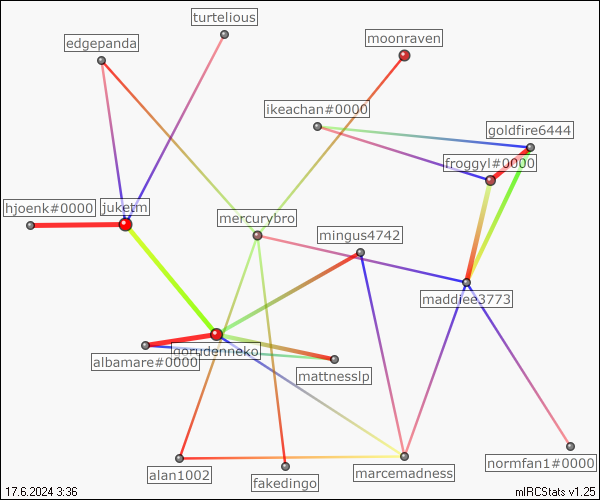 turtelious
edgepanda
moonraven
ikeachan#0000
goldfire6444
froggyl#0000
hjoenk#0000
juketm
mercurybro
mingus4742
maddiee3773
gorudenneko
albamare#0000
mattnesslp
alan1002
fakedingo
marcemadness
normfan1#0000
17.6.2024 3:36
mIRCStats v1.25